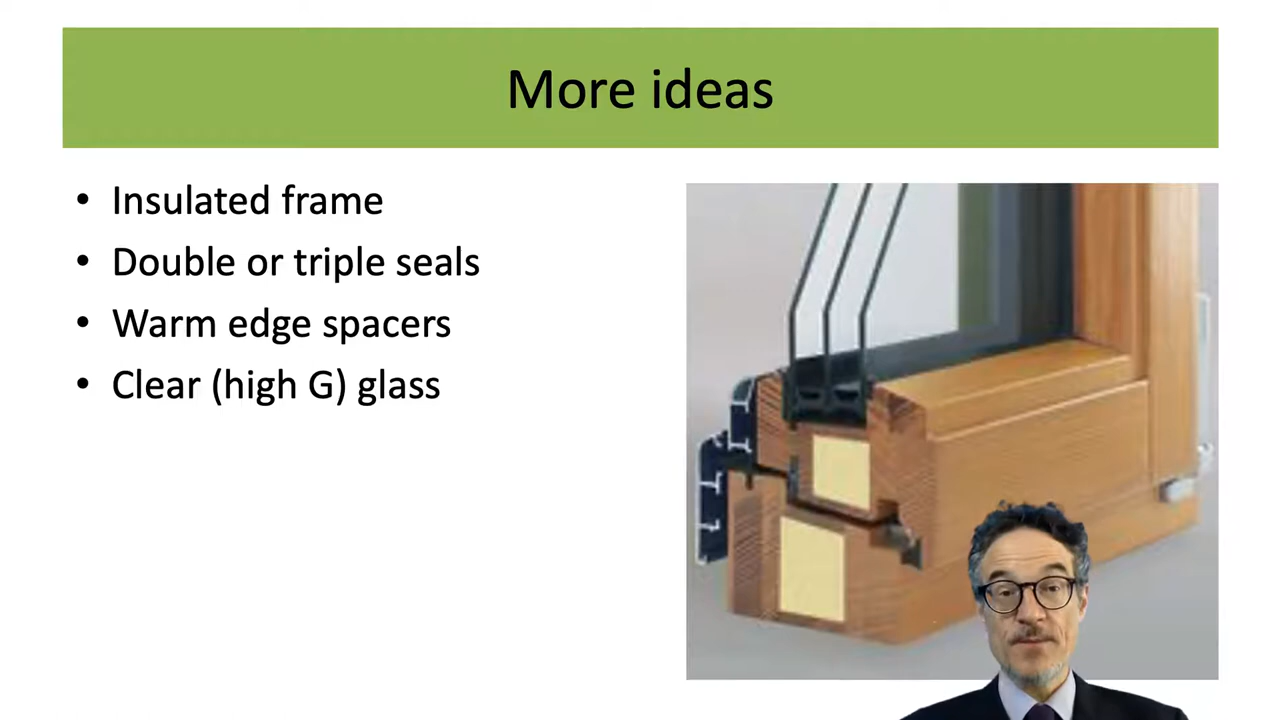 More ideas
• Insulated frame
• Double or triple seals
• Warm edge spacers
• Clear (high G) glass